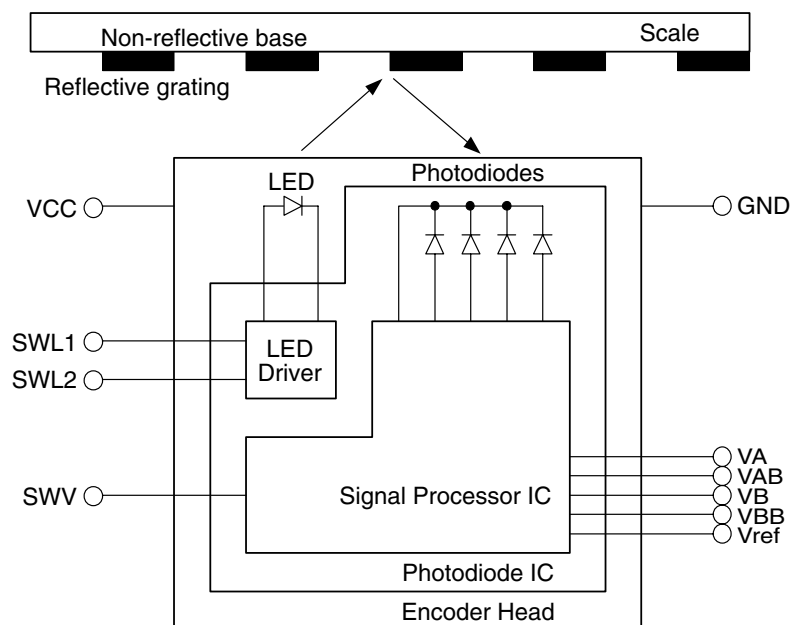 Non-reflective base
Scale
Reflective grating
Photodiodes
LED
VCC
GND
SWL1
SWL2
LED
Driver
SWV
Signal Processor IC
VA
VAB
VB
VBB
Vref
Photodiode IC
Encoder Head